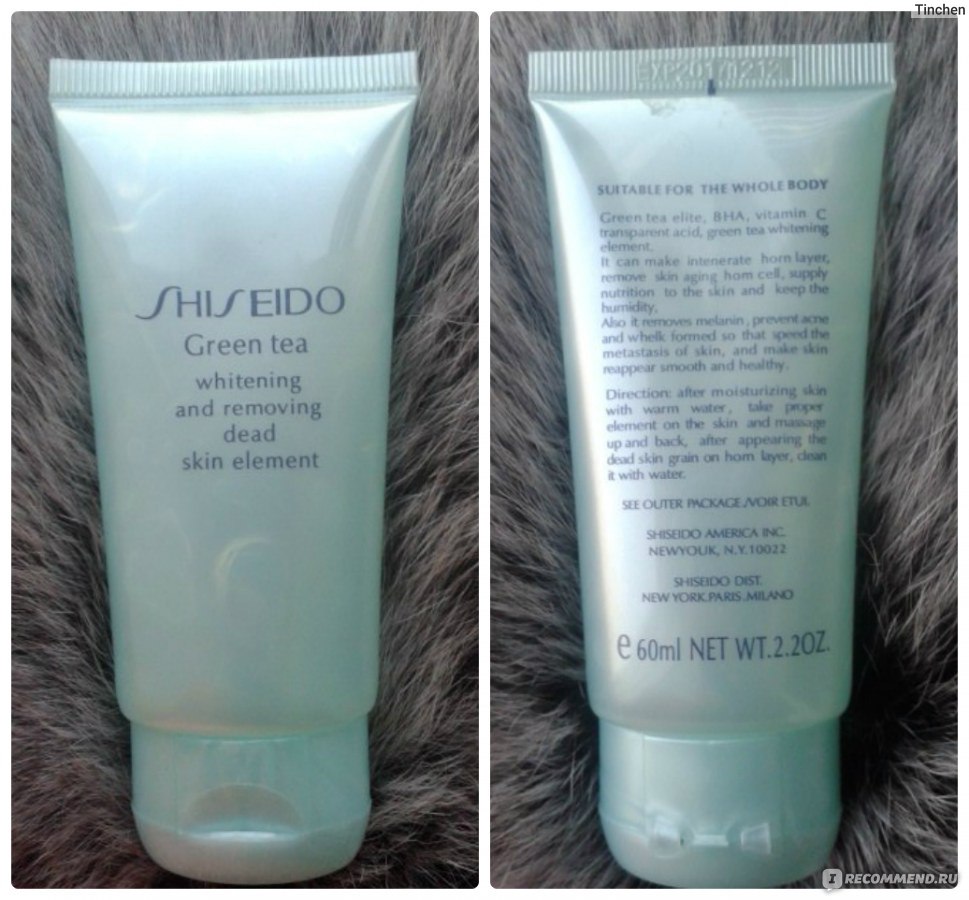 Tinchen
SHISEIDO
Green tea
whitening
and removing
dead
skin element
SUITABLE FOR THE WHOLE BODY
Green tea elite, BHA, vitamin C
transparent acid, green tea whitening
element.
It can make intenerate horn layer,
remove skin aging horn cell, supply
nutrition to the skin and keep the
humidity.
Also it removes melanin, prevent acne
and whelk formed so that speed the
metastasis of skin, and make skin
reappear smooth and healthy.
Direction: after moisturizing skin
with warm water, take proper
element on the skin and massage
up and back, after appearing the
dead skin grain on horn layer, clean
it with water.
SEE OUTER PACKAGE/VOIR ETUI.
SHISEIDO AMERICA INC.
NEWYOUK, N.Y.10022
SHISEIDO DIST.
NEW YORK.PARIS.MILANO
e 60ml NET WT.2.2OZ.
IRECOMMEND.RU